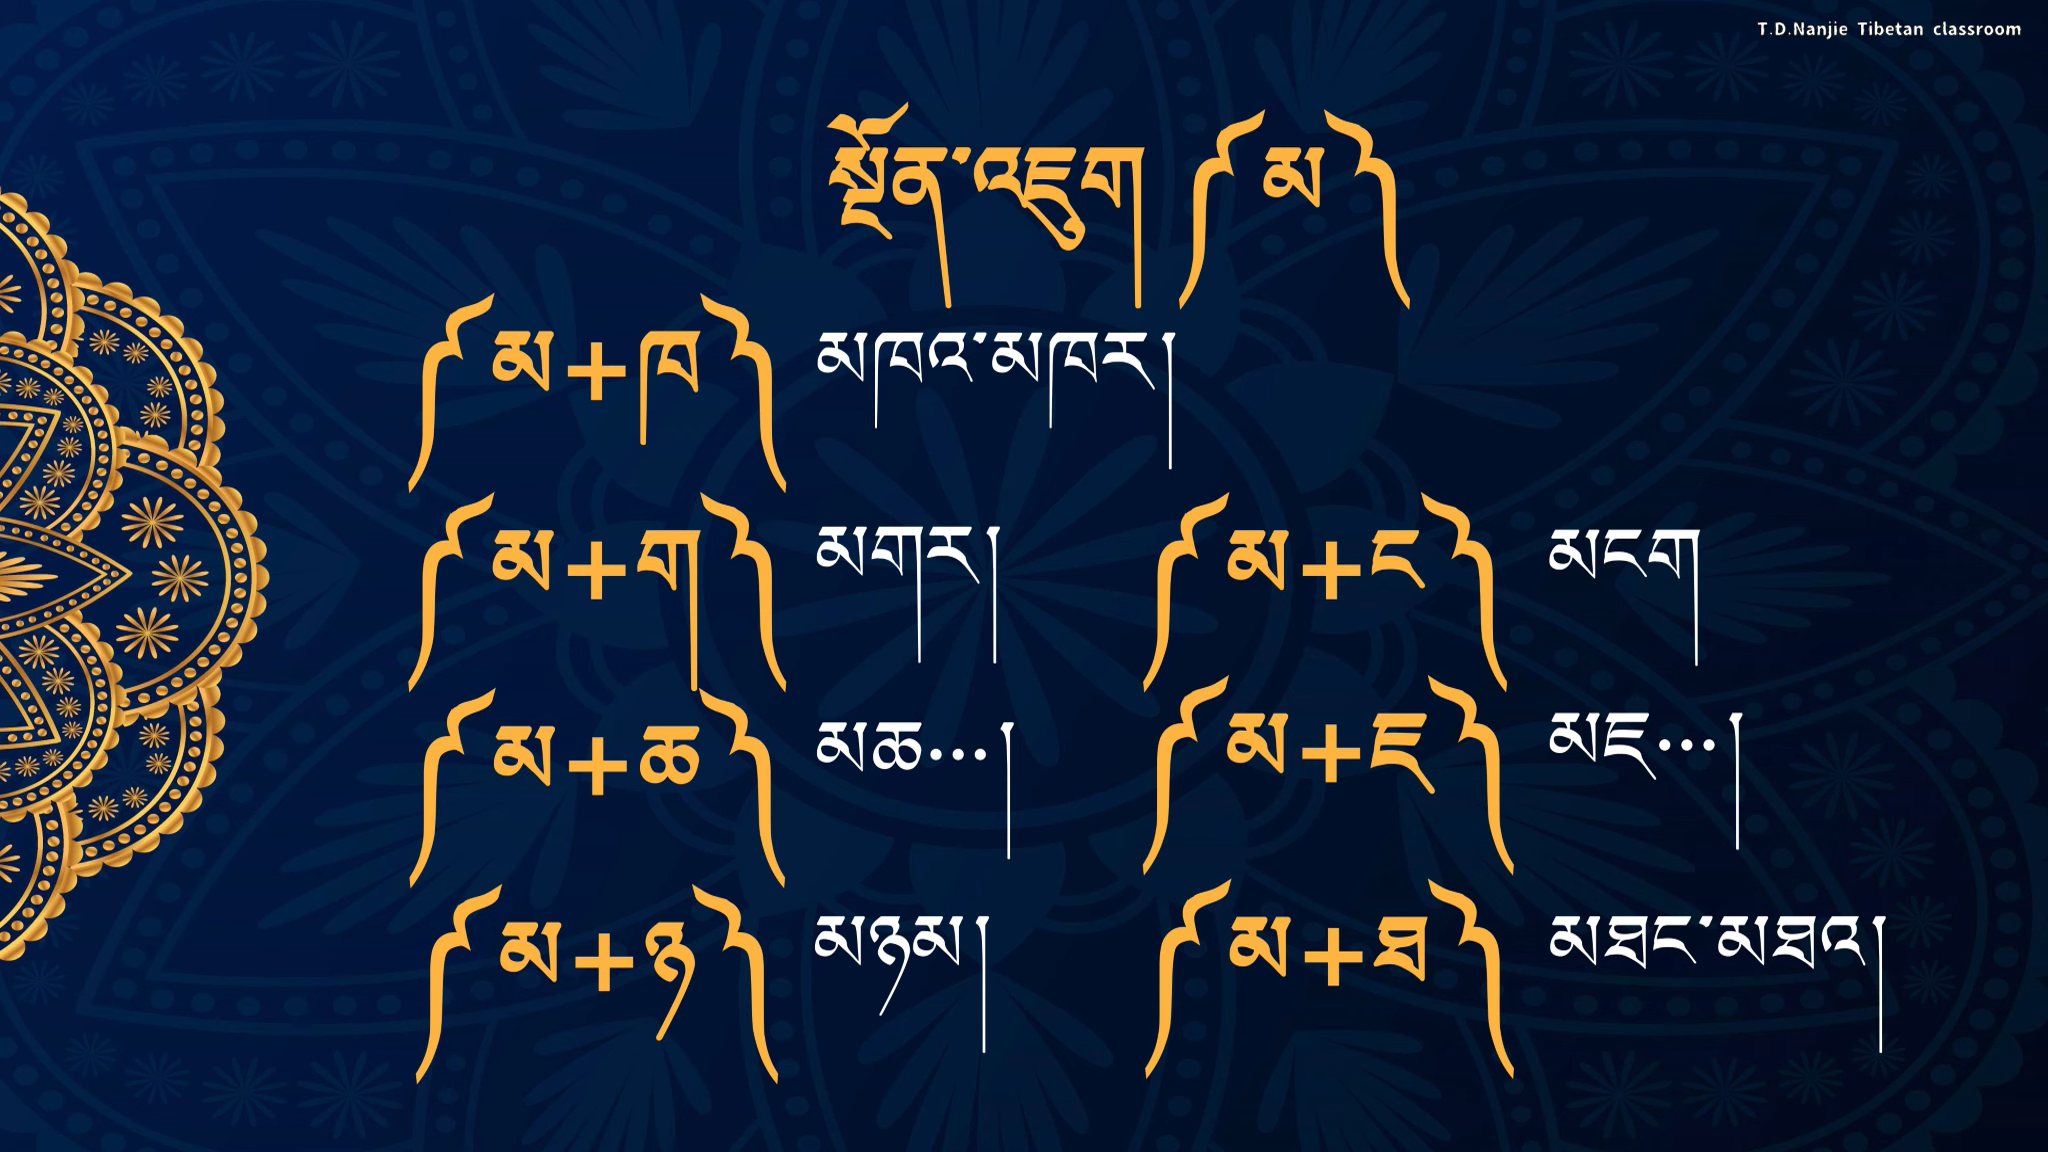 T.D.Nanjie Tibetan classroom
སྔོན་འཇུག ༼མ༽
༼མ+ཁ༽ མཁའ་མཁར།
༼མ+ག༽ མགར། ༼མ+ང༽ མངག
༼མ+ཆ༽ མཆ...། ༼མ+ཇ༽ མཇ...།
༼མ+ཉ༽ མཉམ། ༼མ+ཐ༽ མཐང་མཐའ།